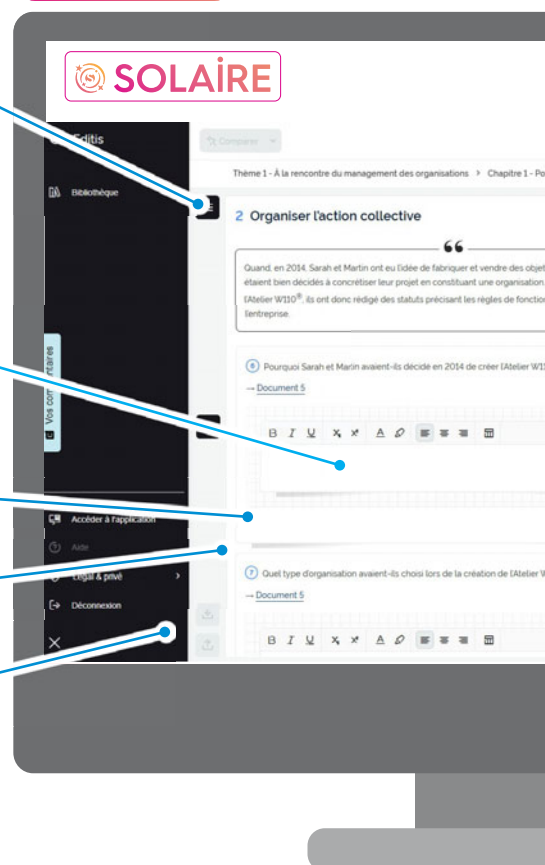 SOLAIRE
Editis
Comparer
Thème 1 - À la rencontre du management des organisations > Chapitre 1 - Po
Bibliothèque
2 Organiser l'action collective
Quand, en 2014, Sarah et Martin ont eu l'idée de fabriquer et vendre des objet
étaient bien décidés à concrétiser leur projet en constituant une organisation.
l'Atelier W110®, ils ont donc rédigé des statuts précisant les règles de fonction
l'entreprise.
Vos commentaires
6 Pourquoi Sarah et Marin avaient-ils décidé en 2014 de créer l'Atelier W11
→ Document 5
B I U X, X' A
Accéder à l'application
Aide
Légal & privé
7 Quel type d'organisation avaient-ils choisi lors de la création de l'Atelier W
→ Document 5
Déconnexion
B I U X, X' A